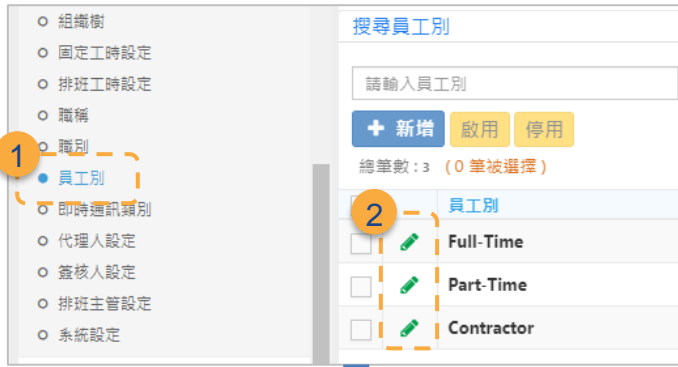 組織樹
固定工時設定
排班工時設定
職稱
1
職別
員工別
即時通訊類別
代理人設定
簽核人設定
排班主管設定
系統設定
搜尋員工別
請輸入員工別
+ 新增 啟用 停用
總筆數:3 (0 筆被選擇)
2
員工別
Full-Time
Part-Time
Contractor